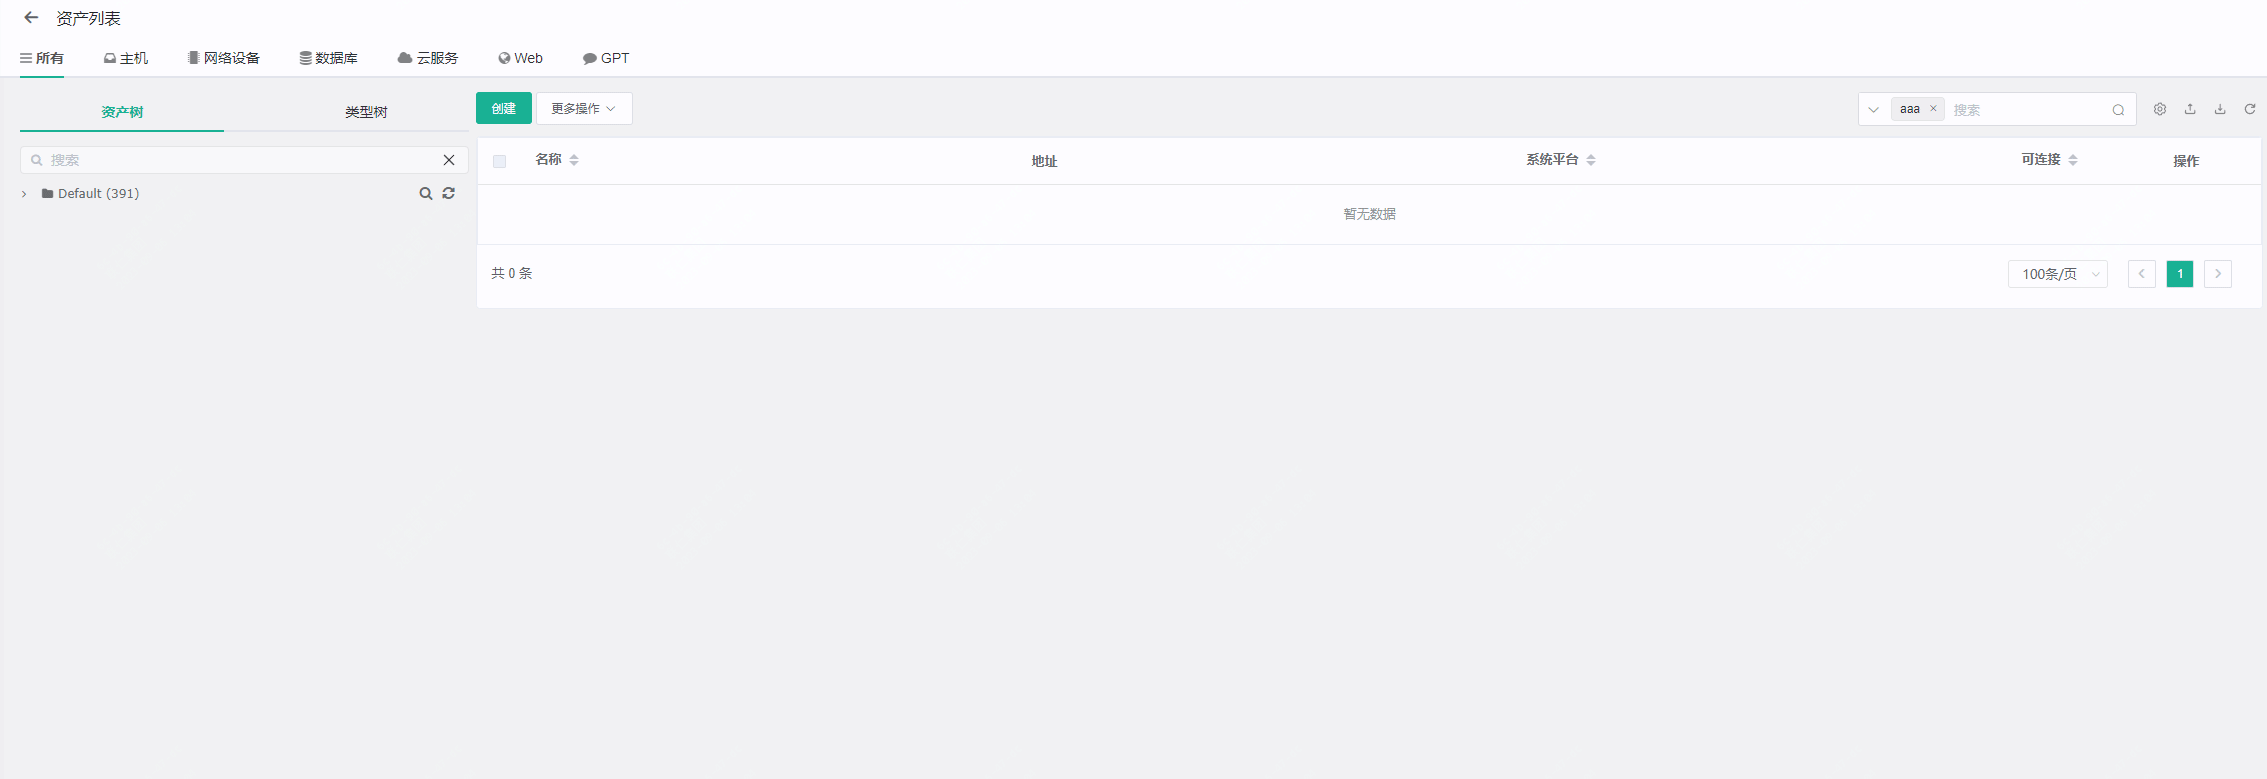 资产列表
所有 主机 网络设备 数据库 云服务 Web GPT
资产树 类型树
创建 更多操作
aaa 搜索
搜索
Default (391)
名称 地址 系统平台 可连接 操作
暂无数据
共 0 条
100条/页 1